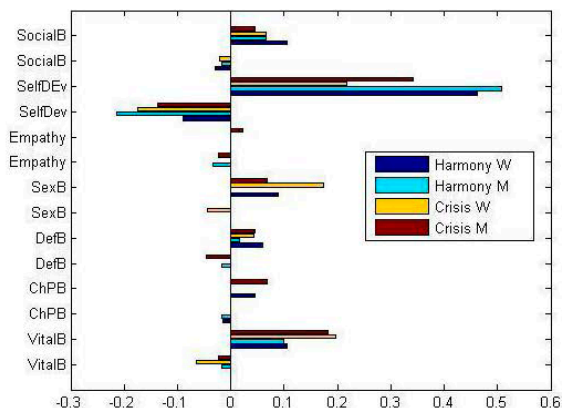 SocialB
SocialB
SelfDEv
SelfDev
Empathy
Empathy
SexB
SexB
DefB
DefB
ChPB
ChPB
VitalB
VitalB
Harmony W
Harmony M
Crisis W
Crisis M
-0.3 -0.2 -0.1 0 0.1 0.2 0.3 0.4 0.5 0.6